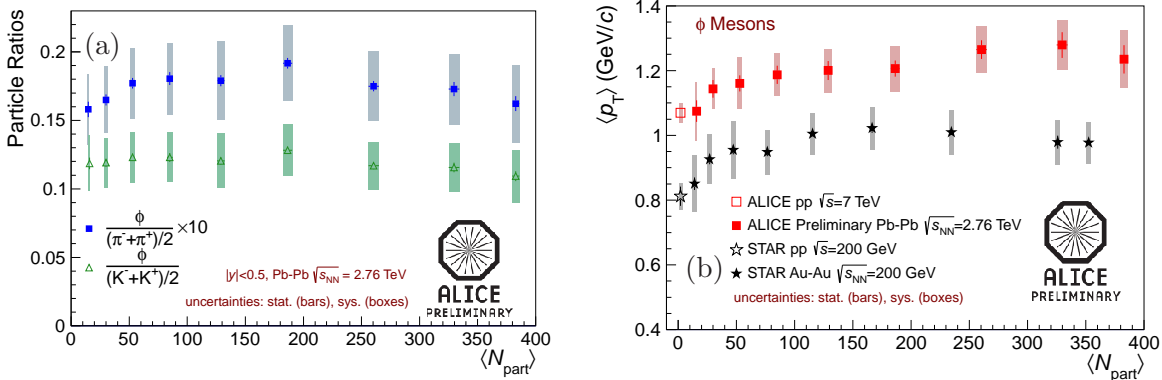 (a)
Particle Ratios
0.2
0.15
0.1
0.05
0
ϕ
(π⁻+π⁺)/2 ×10
ϕ
(K⁻+K⁺)/2
|y|<0.5, Pb-Pb √sNN = 2.76 TeV
uncertainties: stat. (bars), sys. (boxes)
ALICE
PRELIMINARY
0 50 100 150 200 250 300 350 400
⟨Npart⟩
ϕ Mesons
⟨pT⟩ (GeV/c)
1.4
1.2
1
0.8
0.6
0.4
ALICE pp √s=7 TeV
ALICE Preliminary Pb-Pb √sNN=2.76 TeV
STAR pp √s=200 GeV
(b)
STAR Au-Au √sNN=200 GeV
uncertainties: stat. (bars), sys. (boxes)
ALICE
PRELIMINARY
0 50 100 150 200 250 300 350 400
⟨Npart⟩